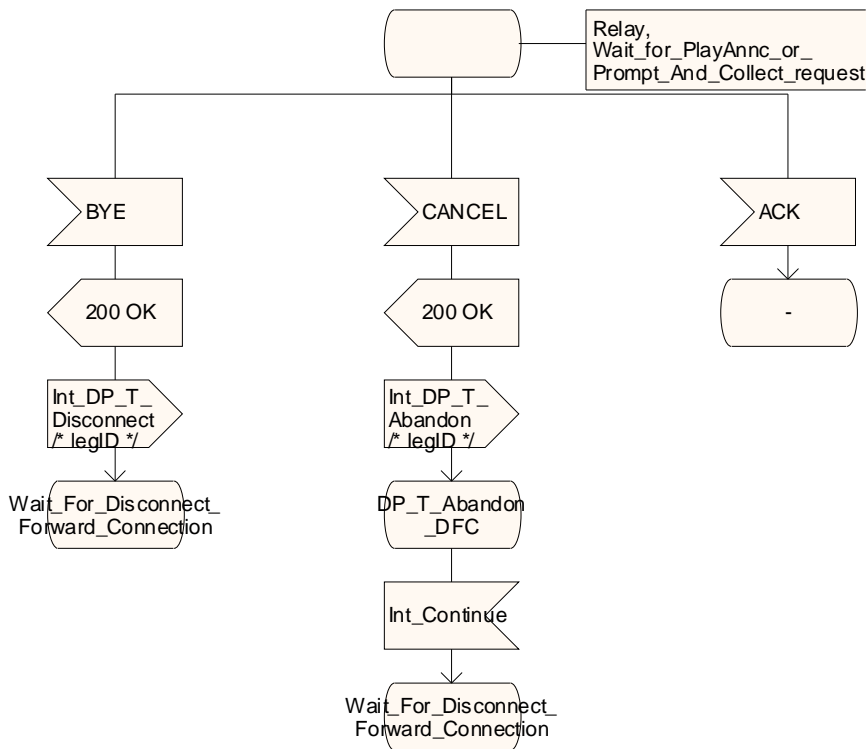 Relay,
Wait_for_PlayAnnc_or_
Prompt_And_Collect_request
BYE
CANCEL
ACK
200 OK
200 OK
-
Int_DP_T_
Disconnect
/* legID */
Int_DP_T_
Abandon
/* legID */
Wait_For_Disconnect_
Forward_Connection
DP_T_Abandon
_DFC
Int_Continue
Wait_For_Disconnect_
Forward_Connection